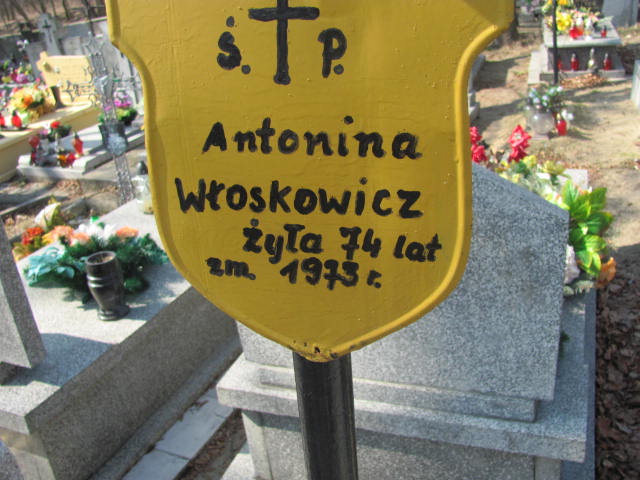 Ś. P.
Antonina
Włoskowicz
żyła 74 lat
zm. 1973 r.